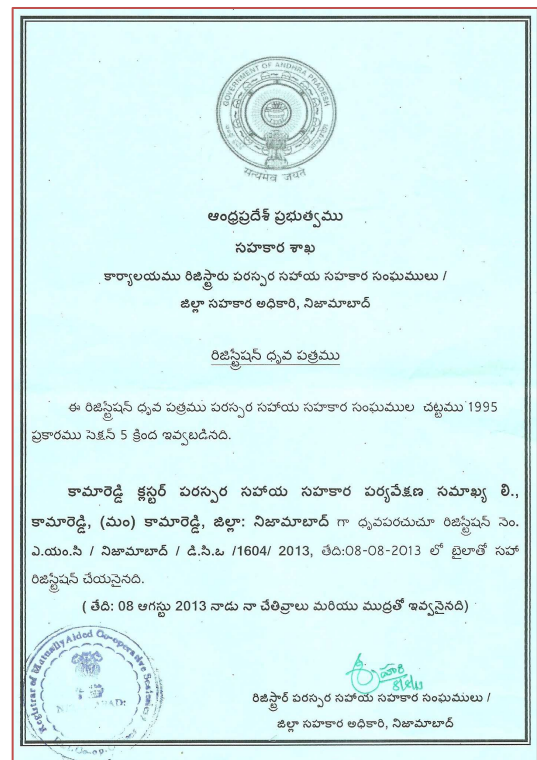 GOVERNMENT OF ANDHRA PRADESH
सत्यमेव जयते
ఆంధ్రప్రదేశ్ ప్రభుత్వము
సహకార శాఖ
కార్యాలయము రిజిస్ట్రారు పరస్పర సహాయ సహకార సంఘములు /
జిల్లా సహకార అధికారి, నిజామాబాద్
రిజిస్ట్రేషన్ ధృవ పత్రము
ఈ రిజిస్ట్రేషన్ ధృవ పత్రము పరస్పర సహాయ సహకార సంఘముల చట్టము 1995
ప్రకారము సెక్షన్ 5 క్రింద ఇవ్వబడినది.
కామారెడ్డి క్లస్టర్ పరస్పర సహాయ సహకార పర్యవేక్షణ సమాఖ్య లి.,
కామారెడ్డి, (మం) కామారెడ్డి, జిల్లా: నిజామాబాద్ గా ధృవపరచుచూ రిజిస్ట్రేషన్ నెం.
ఎ.యం.సి / నిజామాబాద్ / డి.సి.ఒ /1604/ 2013, తేది:08-08-2013 లో బైలాతో సహా
రిజిస్ట్రేషన్ చేయనైనది.
( తేది: 08 ఆగస్టు 2013 నాడు నా చేతివ్రాలు మరియు ముద్రతో ఇవ్వనైనది)
Registrar of Mutually Aided Co-operative Societies
రిజిస్ట్రార్ పరస్పర సహాయ సహకార సంఘములు /
జిల్లా సహకార అధికారి, నిజామాబాద్